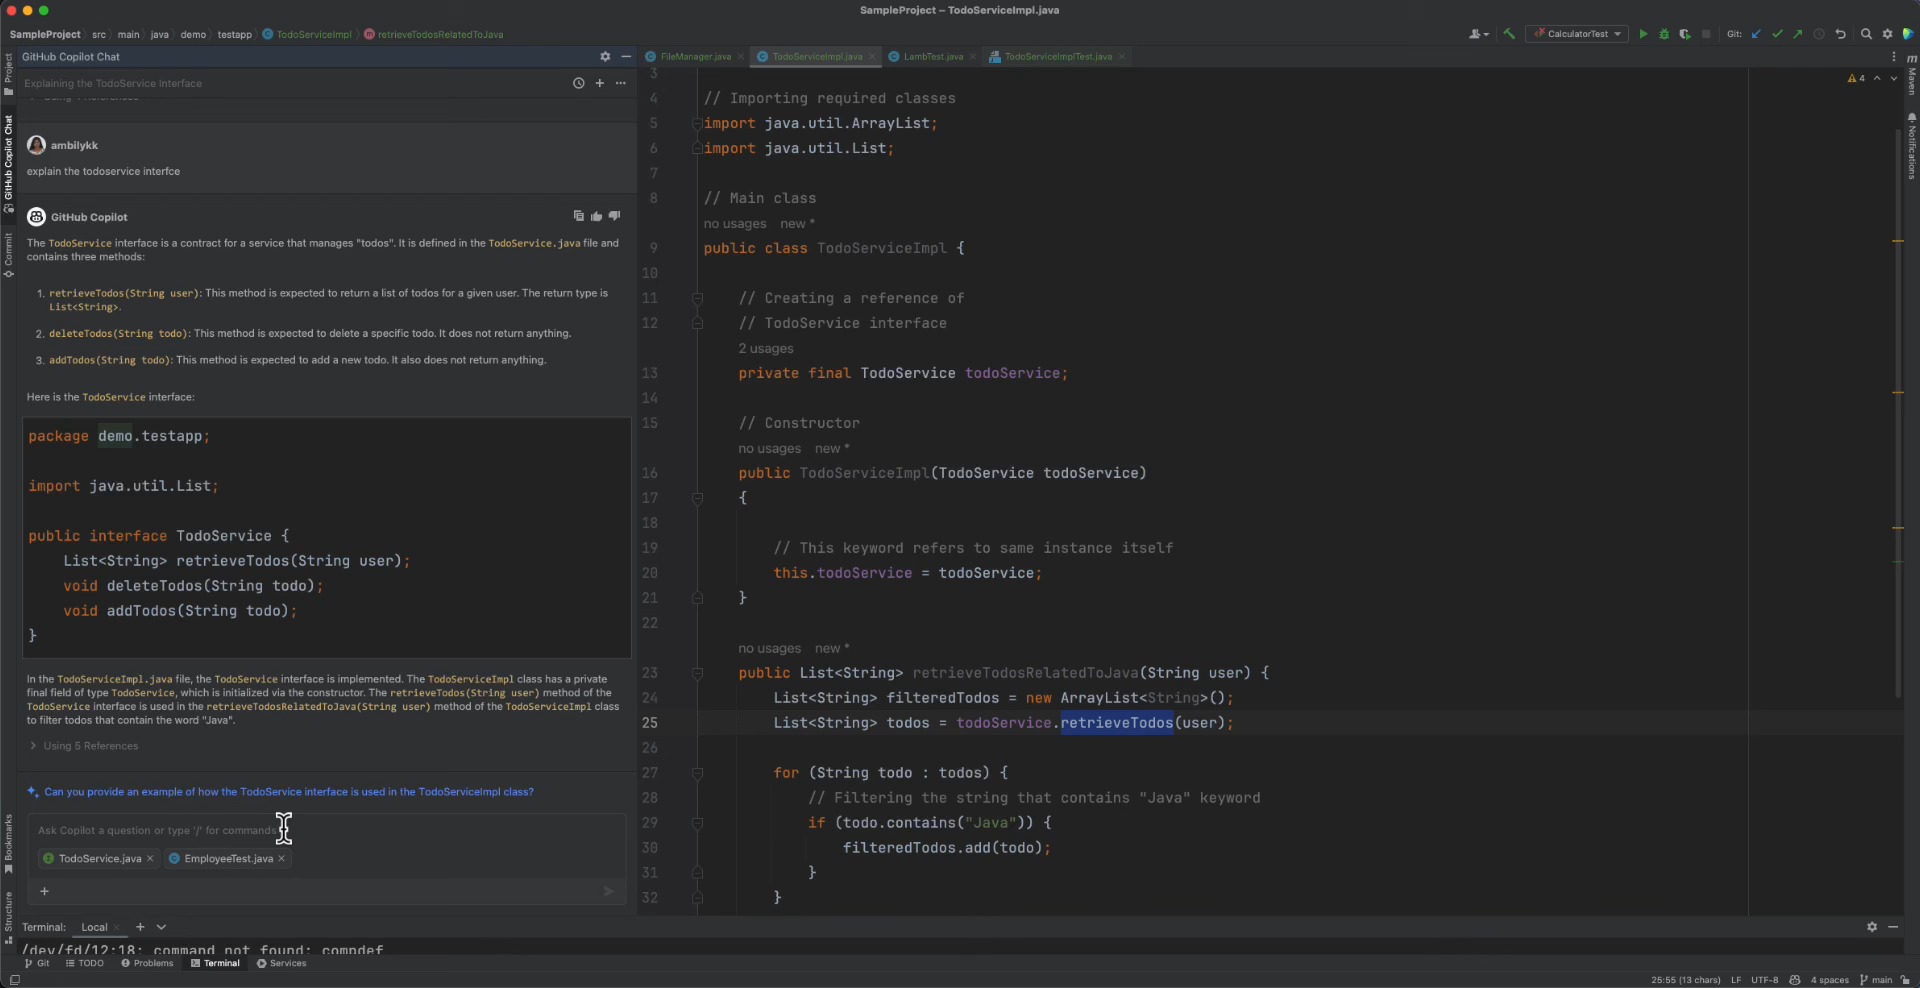 SampleProject – TodoServiceImpl.java
SampleProject src main java demo testapp TodoServiceImpl retrieveTodosRelatedToJava
CalculatorTest Git:
GitHub Copilot Chat
Explaining the TodoService Interface
ambilykk
explain the todoservice interfce
GitHub Copilot
The TodoService interface is a contract for a service that manages "todos". It is defined in the TodoService.java file and
contains three methods:
1. retrieveTodos(String user): This method is expected to return a list of todos for a given user. The return type is
List<String>.
2. deleteTodos(String todo): This method is expected to delete a specific todo. It does not return anything.
3. addTodos(String todo): This method is expected to add a new todo. It also does not return anything.
Here is the TodoService interface:
package demo.testapp;
import java.util.List;
public interface TodoService {
List<String> retrieveTodos(String user);
void deleteTodos(String todo);
void addTodos(String todo);
}
In the TodoServiceImpl.java file, the TodoService interface is implemented. The TodoServiceImpl class has a private
final field of type TodoService, which is initialized via the constructor. The retrieveTodos(String user) method of the
TodoService interface is used in the retrieveTodosRelatedToJava(String user) method of the TodoServiceImpl class
to filter todos that contain the word "Java".
Using 5 References
Can you provide an example of how the TodoService interface is used in the TodoServiceImpl class?
Ask Copilot a question or type '/' for commands
TodoService.java EmployeeTest.java
FileManager.java TodoServiceImpl.java LambTest.java TodoServiceImplTest.java
4
3
4 // Importing required classes
5 import java.util.ArrayList;
6 import java.util.List;
7
8 // Main class
no usages new *
9 public class TodoServiceImpl {
10
11 // Creating a reference of
12 // TodoService interface
2 usages
13 private final TodoService todoService;
14
15 // Constructor
no usages new *
16 public TodoServiceImpl(TodoService todoService)
17 {
18
19 // This keyword refers to same instance itself
20 this.todoService = todoService;
21 }
22
no usages new *
23 public List<String> retrieveTodosRelatedToJava(String user) {
24 List<String> filteredTodos = new ArrayList<String>();
25 List<String> todos = todoService.retrieveTodos(user);
26
27 for (String todo : todos) {
28 // Filtering the string that contains "Java" keyword
29 if (todo.contains("Java")) {
30 filteredTodos.add(todo);
31 }
32 }
Project
GitHub Copilot Chat
Commit
Bookmarks
Structure
m
Maven
Notifications
Terminal: Local
/dev/fd/12:18: command not found: compdef
Git TODO Problems Terminal Services
25:55 (13 chars) LF UTF-8 4 spaces main